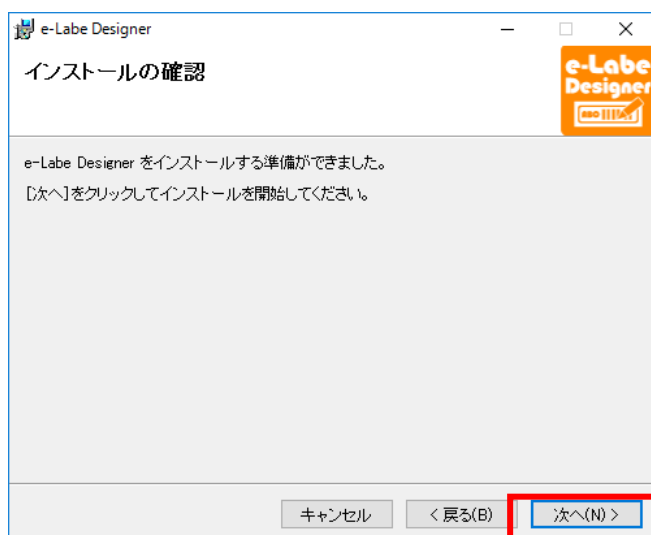 e-Labe Designer
インストールの確認
e-Labe
Designer
ABC
e-Labe Designer をインストールする準備ができました。
[次へ]をクリックしてインストールを開始してください。
キャンセル
< 戻る(B)
次へ(N) >